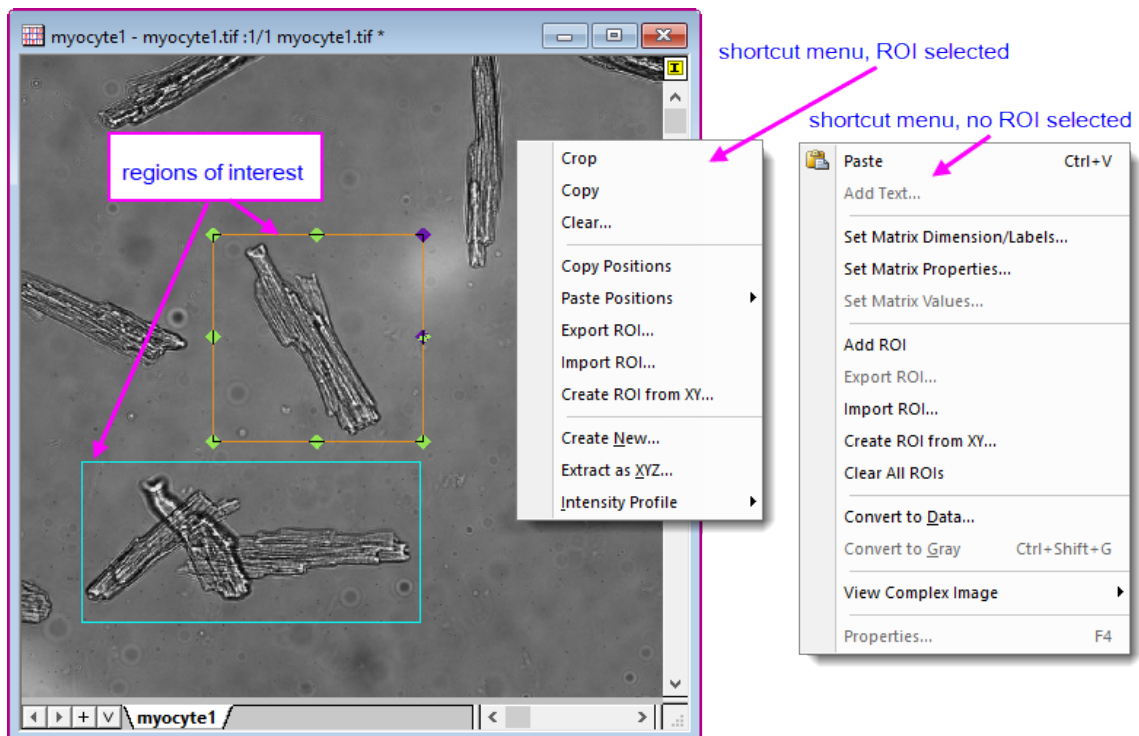 myocyte1 - myocyte1.tif :1/1 myocyte1.tif *
shortcut menu, ROI selected
shortcut menu, no ROI selected
regions of interest
Crop
Copy
Clear...
Copy Positions
Paste Positions
Export ROI...
Import ROI...
Create ROI from XY...
Create New...
Extract as XYZ...
Intensity Profile
Paste Ctrl+V
Add Text...
Set Matrix Dimension/Labels...
Set Matrix Properties...
Set Matrix Values...
Add ROI
Export ROI...
Import ROI...
Create ROI from XY...
Clear All ROIs
Convert to Data...
Convert to Gray Ctrl+Shift+G
View Complex Image
Properties... F4
myocyte1